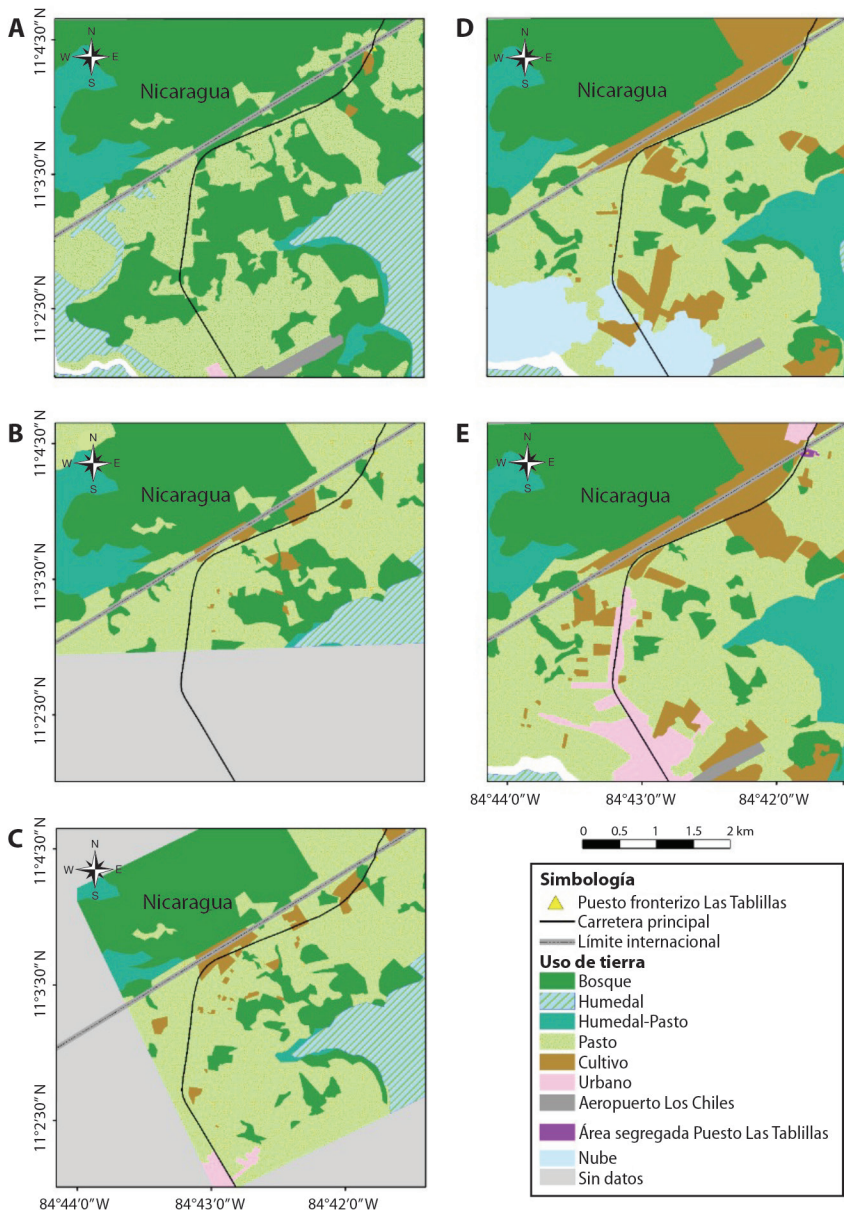 A
11°4'30" N
11°3'30" N
11°2'30" N
N
W
E
S
Nicaragua
B
11°4'30" N
11°3'30" N
11°2'30" N
N
W
E
S
Nicaragua
C
11°4'30" N
11°3'30" N
11°2'30" N
N
W
E
S
Nicaragua
84°44'0"W
84°43'0"W
84°42'0"W
D
N
W
E
S
Nicaragua
E
N
W
E
S
Nicaragua
84°44'0"W
84°43'0"W
84°42'0"W
0 0.5 1 1.5 2 km
Simbología
Puesto fronterizo Las Tablillas
Carretera principal
Límite internacional
Uso de tierra
Bosque
Humedal
Humedal-Pasto
Pasto
Cultivo
Urbano
Aeropuerto Los Chiles
Área segregada Puesto Las Tablillas
Nube
Sin datos